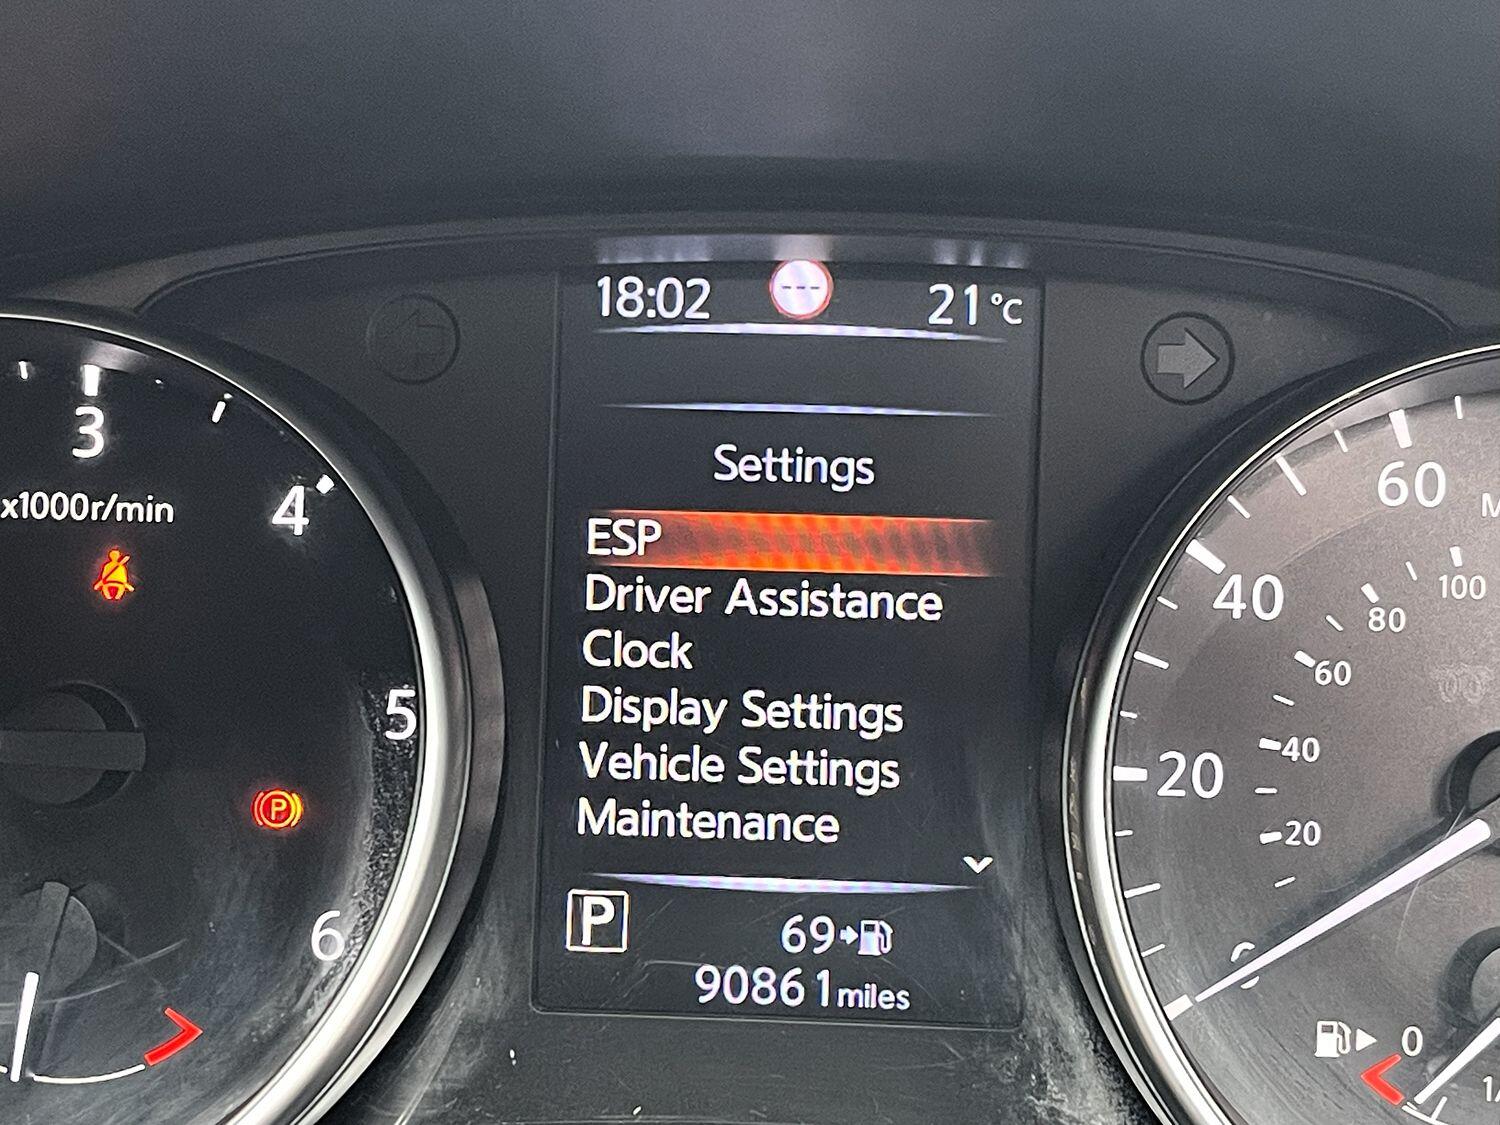 18:02 --- 21°C
Settings
ESP
Driver Assistance
Clock
Display Settings
Vehicle Settings
Maintenance
P
69
90861 miles
3
x1000r/min
4
5
P
6
60
40
100
80
60
20
40
20
0
0